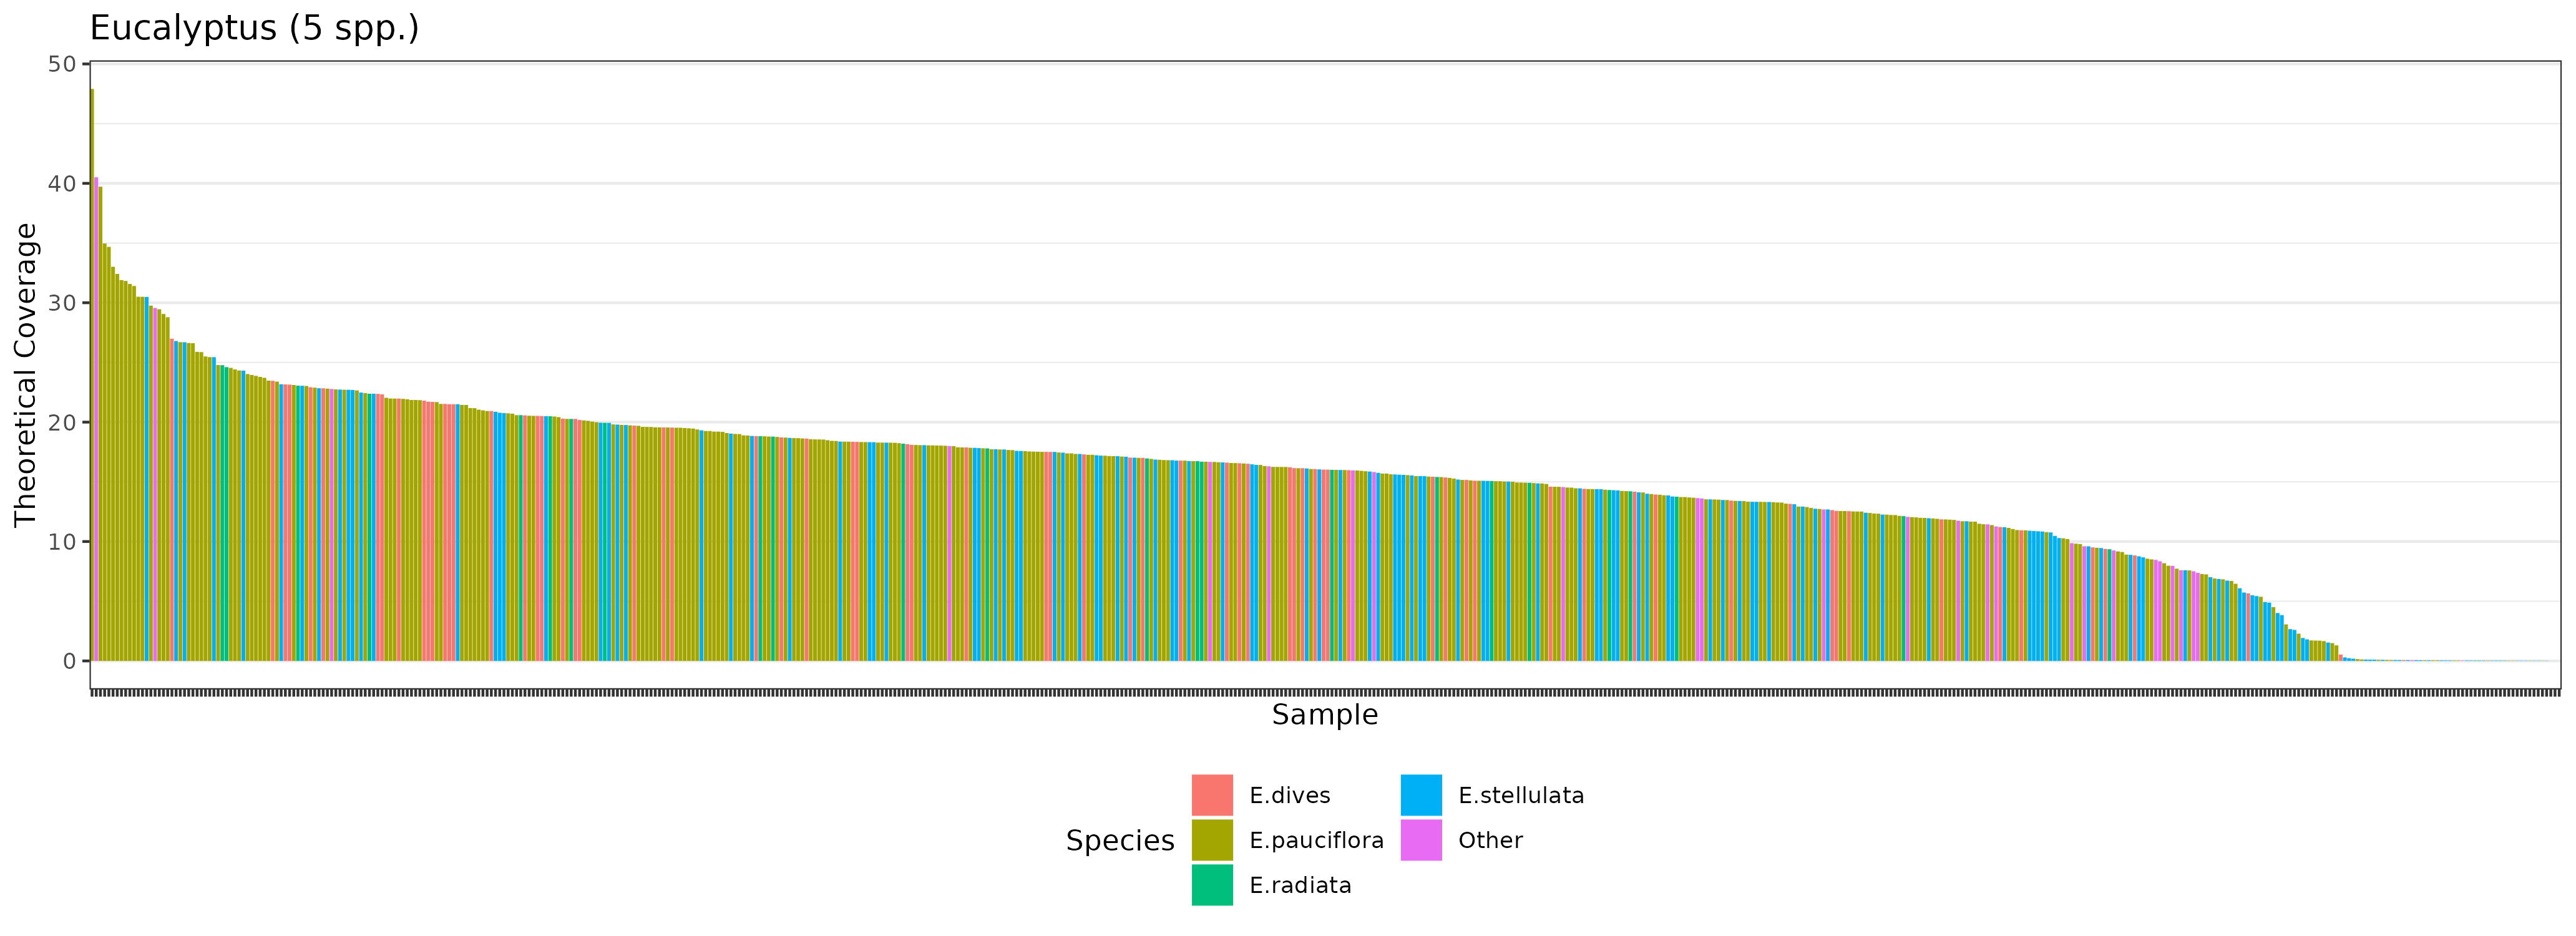 Eucalyptus (5 spp.)
50
40
30
20
10
0
Theoretical Coverage
Sample
Species
E.dives
E.pauciflora
E.radiata
E.stellulata
Other